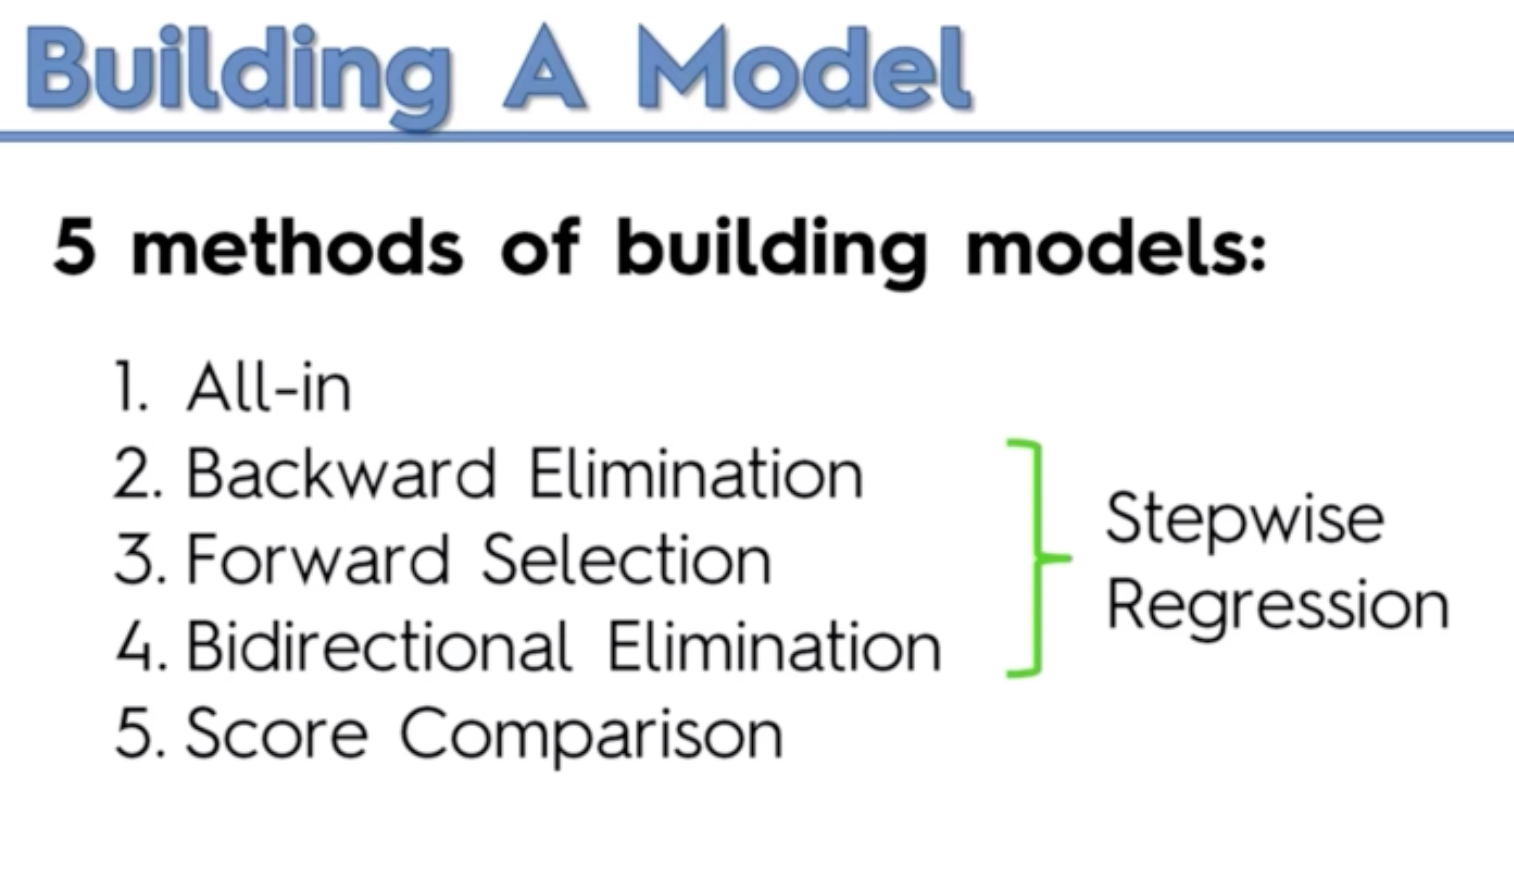 Building A Model
5 methods of building models:
1. All-in
2. Backward Elimination
3. Forward Selection
4. Bidirectional Elimination
5. Score Comparison
Stepwise
Regression